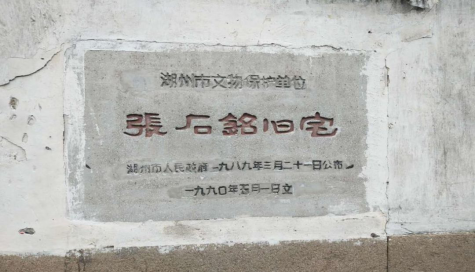 湖州市文物保护单位
張石銘旧宅
湖州市人民政府一九八九年三月二十一日公布
一九九〇年五月一日立